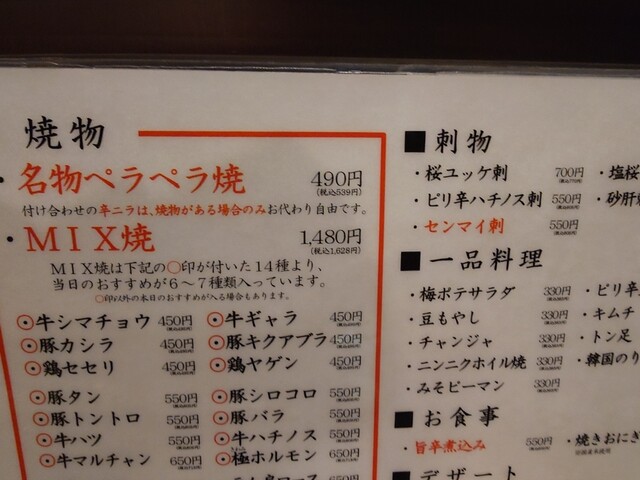 焼物
・名物ペラペラ焼 490円
(税込539円)
付け合わせの辛ニラは、焼物がある場合のみお代わり自由です。
・MIX焼 1,480円
(税込1,628円)
MIX焼は下記の○印が付いた14種より、
当日のおすすめが6～7種類入っています。
○印以外の本日のおすすめが入る場合もあります。
◉牛シマチョウ 450円
◉豚カシラ 450円
◉鶏セセリ 450円
◉豚タン 550円
◉豚トントロ 550円
◉牛ハツ 550円
◉牛マルチャン 650円
◉牛ギャラ 450円
◉豚キクアブラ 450円
◉鶏ヤゲン 450円
◉豚シロコロ 550円
◉豚バラ 550円
◉牛ハチノス 550円
◉極ホルモン 650円
■刺物
・桜ユッケ刺 700円
・ピリ辛ハチノス刺 550円
・センマイ刺 550円
・塩桜
・砂肝
■一品料理
・梅ポテサラダ 330円
・豆もやし 330円
・チャンジャ 330円
・ニンニクホイル焼 330円
・みそピーマン 330円
・ピリ辛
・キムチ
・トン足
・韓国のり
■お食事
・旨辛煮込み 550円
・焼きおにぎ
■デザート